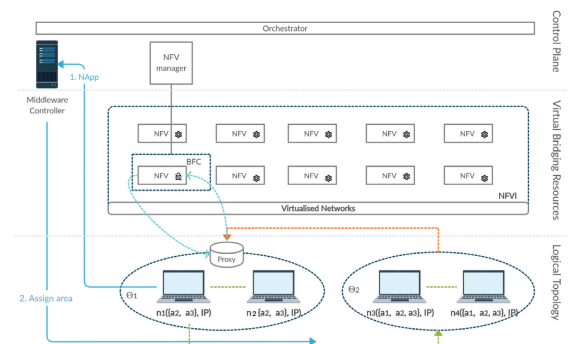 Orchestrator
Control Plane
NFV
manager
1. NApp
Middleware
Controller
Virtual Bridging Resources
NFV
NFV
NFV
NFV
NFV
BFC
NFV
NFV
NFV
NFV
NFV
NFVI
Virtualised Networks
Logical Topology
Proxy
Θ1
Θ2
2. Assign area
n1({a2, a3}, IP)
n2 {a2, a3}, IP)
n3({a1, a2}, IP)
n4({a1, a2}, IP)